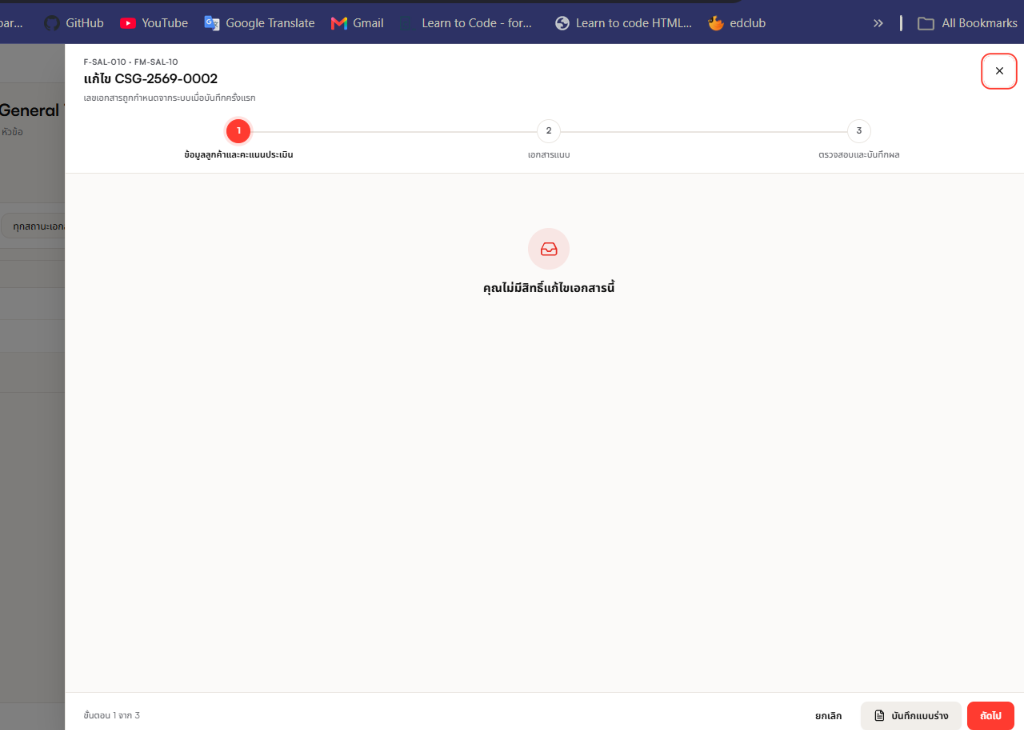 GitHub
YouTube
Google Translate
Gmail
Learn to Code - for...
Learn to code HTML...
edclub
All Bookmarks
F-SAL-010 · FM-SAL-10
แก้ไข CSG-2569-0002
เลขเอกสารถูกกำหนดจากระบบเมื่อบันทึกครั้งแรก
General
หัวข้อ
1
2
3
ข้อมูลลูกค้าและคะแนนประเมิน
เอกสารแนบ
ตรวจสอบและบันทึกผล
คุณไม่มีสิทธิ์แก้ไขเอกสารนี้
ขั้นตอน 1 จาก 3
ยกเลิก
บันทึกแบบร่าง
ถัดไป